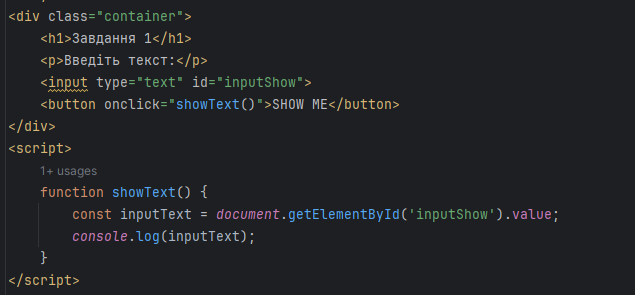 <div class="container">
<h1>Завдання 1</h1>
<p>Введіть текст:</p>
<input type="text" id="inputShow">
<button onclick="showText()">SHOW ME</button>
</div>
<script>
1+ usages
function showText() {
const inputText = document.getElementById('inputShow').value;
console.log(inputText);
}
</script>